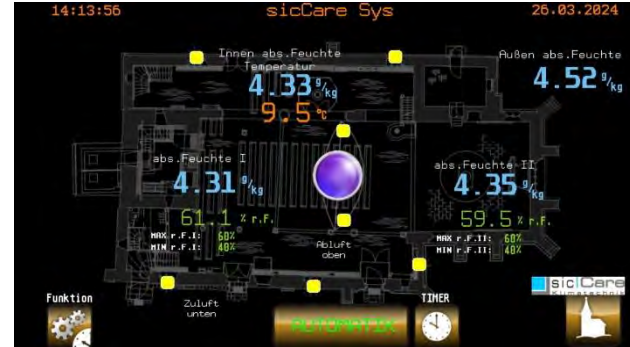 14:13:56
sicCare Sys
26.03.2024
Innen abs.Feuchte
Temperatur
4.33 g/kg
9.5 °C
Außen abs.Feuchte
4.52 g/kg
abs.Feuchte I
4.31 g/kg
61.1 % r.F.
MAX r.F.I: 60%
MIN r.F.I: 40%
abs.Feuchte II
4.35 g/kg
59.5 % r.F.
MAX r.F.II: 60%
MIN r.F.II: 40%
Abluft
oben
Zuluft
unten
Funktion
AUTOMATIK
TIMER
sicCare
Klimatechnik